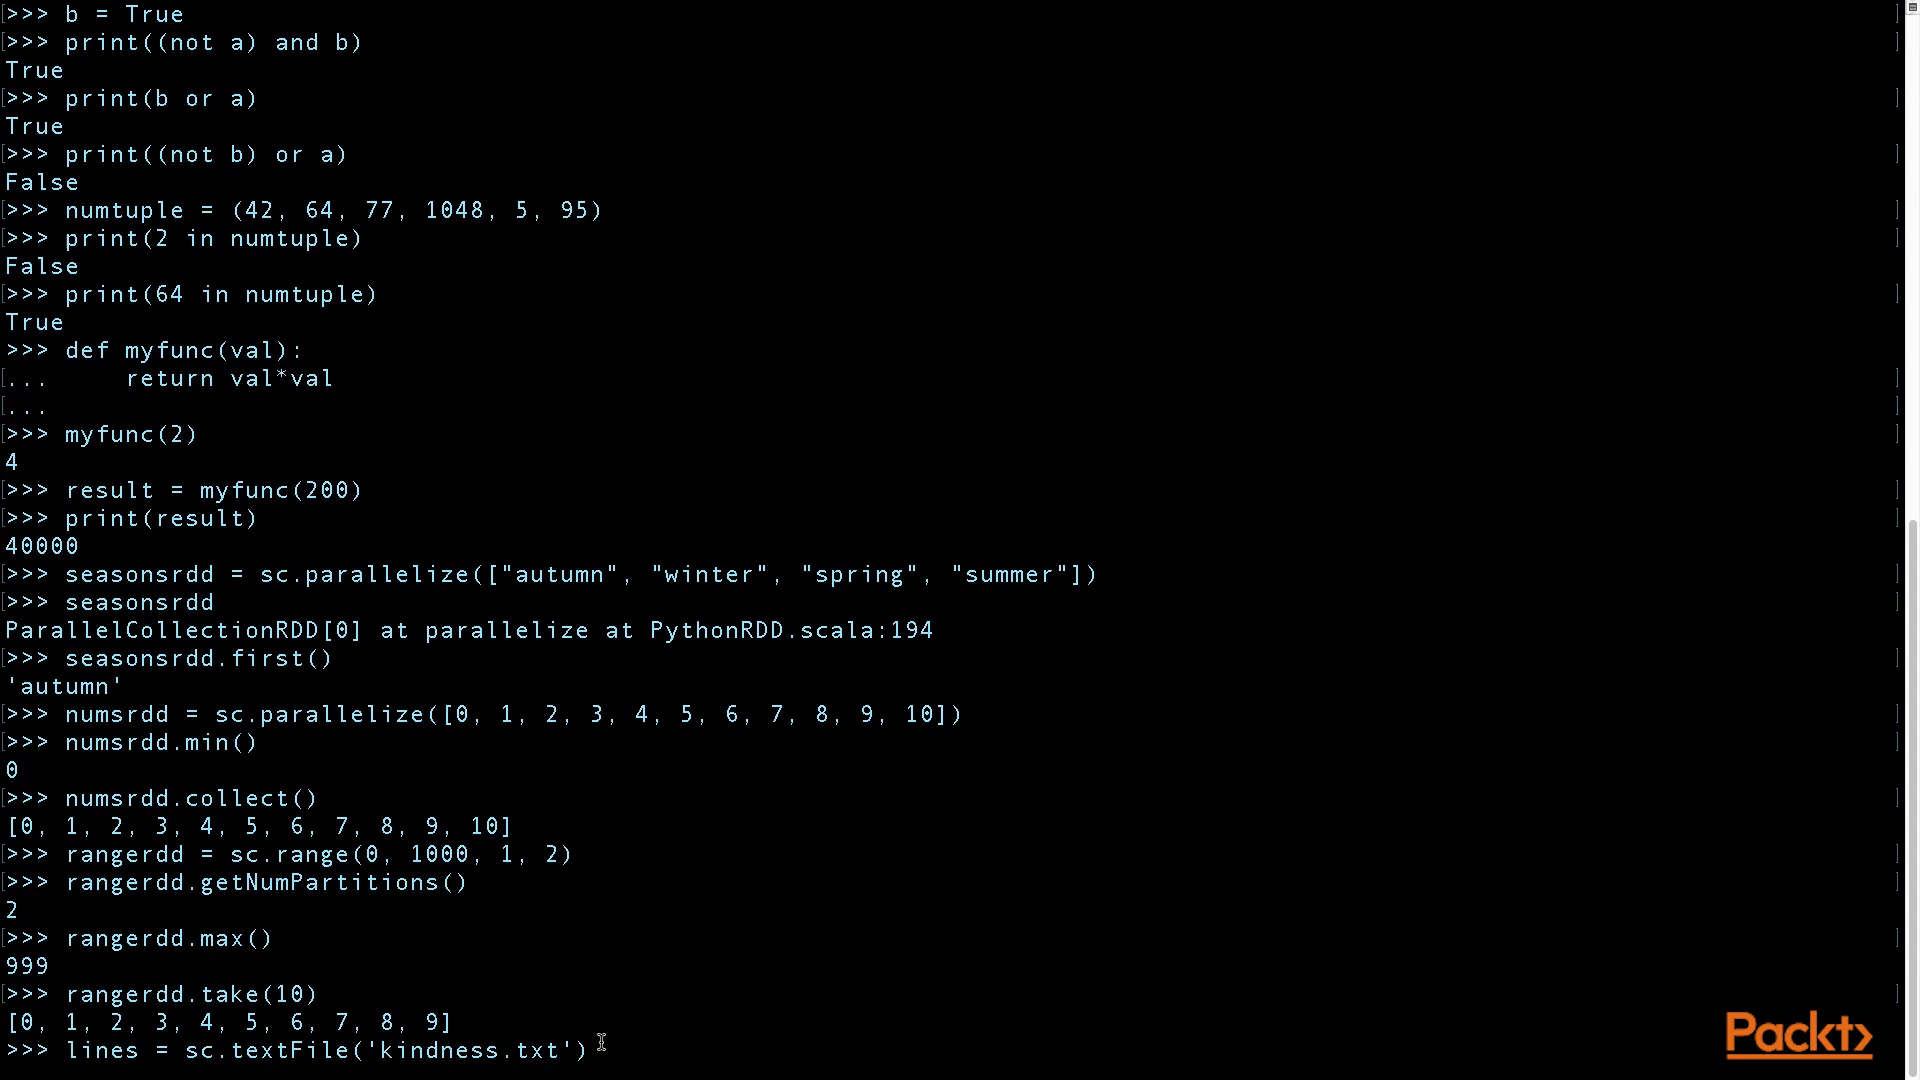 >>> b = True
>>> print((not a) and b)
True
>>> print(b or a)
True
>>> print((not b) or a)
False
>>> numtuple = (42, 64, 77, 1048, 5, 95)
>>> print(2 in numtuple)
False
>>> print(64 in numtuple)
True
>>> def myfunc(val):
...     return val*val
...
>>> myfunc(2)
4
>>> result = myfunc(200)
>>> print(result)
40000
>>> seasonsrdd = sc.parallelize(["autumn", "winter", "spring", "summer"])
>>> seasonsrdd
ParallelCollectionRDD[0] at parallelize at PythonRDD.scala:194
>>> seasonsrdd.first()
'autumn'
>>> numsrdd = sc.parallelize([0, 1, 2, 3, 4, 5, 6, 7, 8, 9, 10])
>>> numsrdd.min()
0
>>> numsrdd.collect()
[0, 1, 2, 3, 4, 5, 6, 7, 8, 9, 10]
>>> rangerdd = sc.range(0, 1000, 1, 2)
>>> rangerdd.getNumPartitions()
2
>>> rangerdd.max()
999
>>> rangerdd.take(10)
[0, 1, 2, 3, 4, 5, 6, 7, 8, 9]
>>> lines = sc.textFile('kindness.txt')
Packt>